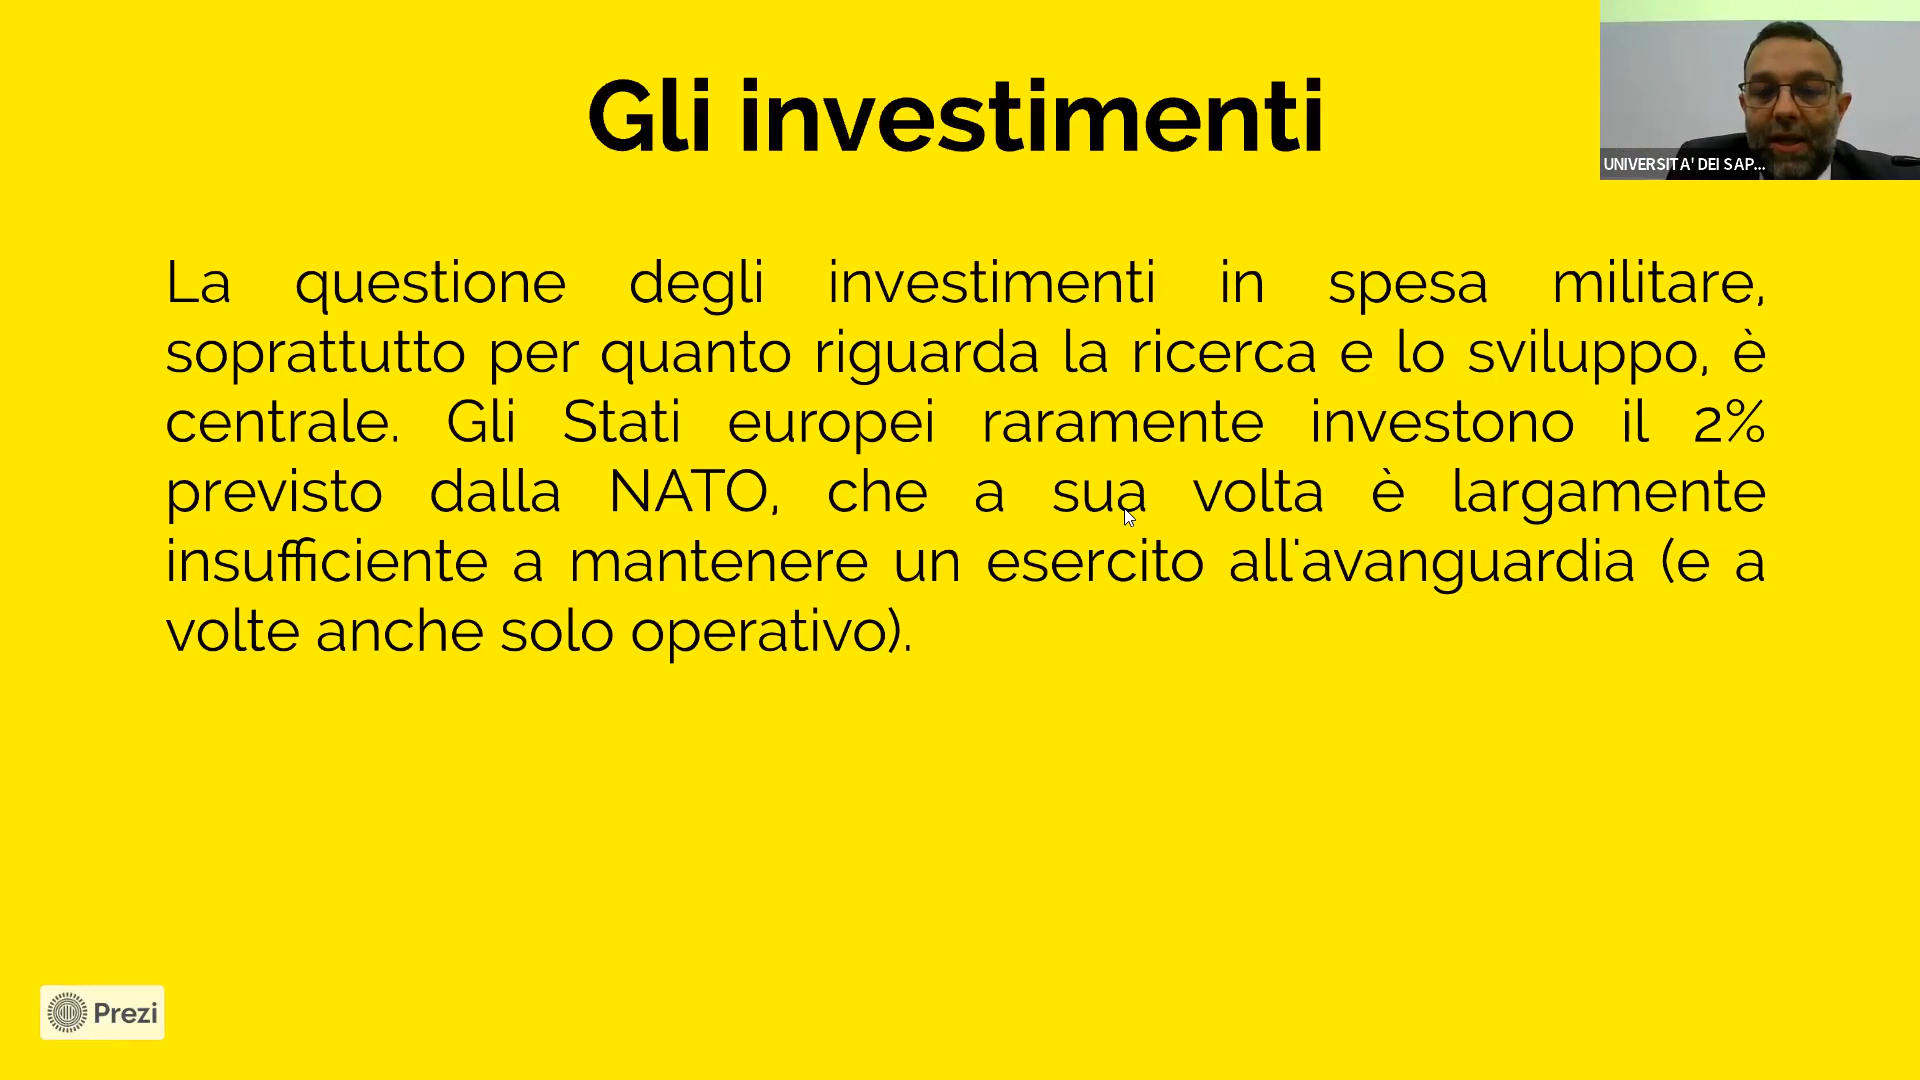 Gli investimenti
UNIVERSITA' DEI SAP...
La questione degli investimenti in spesa militare,
soprattutto per quanto riguarda la ricerca e lo sviluppo, è
centrale. Gli Stati europei raramente investono il 2%
previsto dalla NATO, che a sua volta è largamente
insufficiente a mantenere un esercito all'avanguardia (e a
volte anche solo operativo).
Prezi